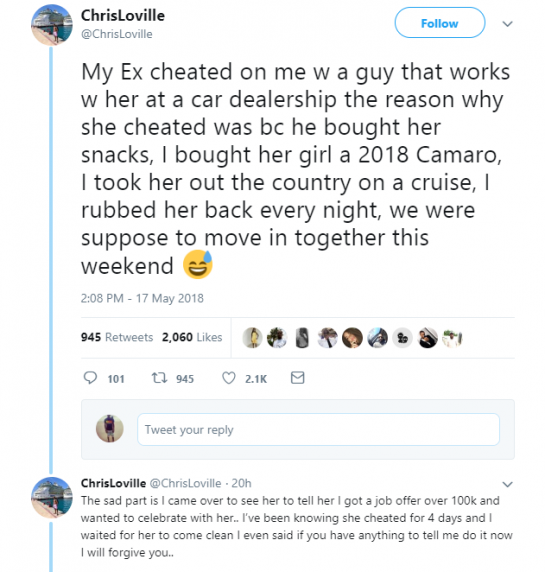 ChrisLoville
@ChrisLoville
Follow
My Ex cheated on me w a guy that works
w her at a car dealership the reason why
she cheated was bc he bought her
snacks, I bought her girl a 2018 Camaro,
I took her out the country on a cruise, I
rubbed her back every night, we were
suppose to move in together this
weekend 😅
2:08 PM - 17 May 2018
945 Retweets 2,060 Likes
101 945 2.1K
Tweet your reply
ChrisLoville @ChrisLoville · 20h
The sad part is I came over to see her to tell her I got a job offer over 100k and
wanted to celebrate with her.. I've been knowing she cheated for 4 days and I
waited for her to come clean I even said if you have anything to tell me do it now
I will forgive you..